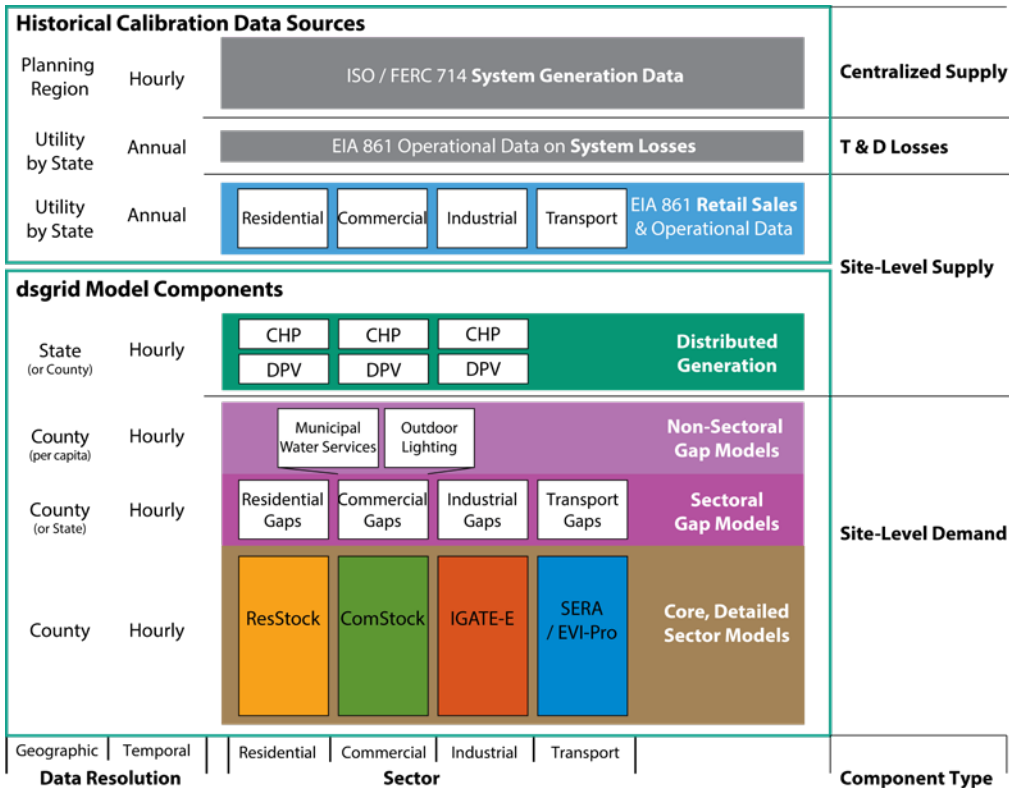 Historical Calibration Data Sources
Planning
Region
Hourly
ISO / FERC 714 System Generation Data
Centralized Supply
Utility
by State
Annual
EIA 861 Operational Data on System Losses
T & D Losses
Utility
by State
Annual
Residential
Commercial
Industrial
Transport
EIA 861 Retail Sales
& Operational Data
Site-Level Supply
dsgrid Model Components
State
(or County)
Hourly
CHP
CHP
CHP
DPV
DPV
DPV
Distributed
Generation
County
(per capita)
Hourly
Municipal
Water Services
Outdoor
Lighting
Non-Sectoral
Gap Models
County
(or State)
Hourly
Residential
Gaps
Commercial
Gaps
Industrial
Gaps
Transport
Gaps
Sectoral
Gap Models
Site-Level Demand
County
Hourly
ResStock
ComStock
IGATE-E
SERA
/ EVI-Pro
Core, Detailed
Sector Models
Geographic
Temporal
Residential
Commercial
Industrial
Transport
Data Resolution
Sector
Component Type